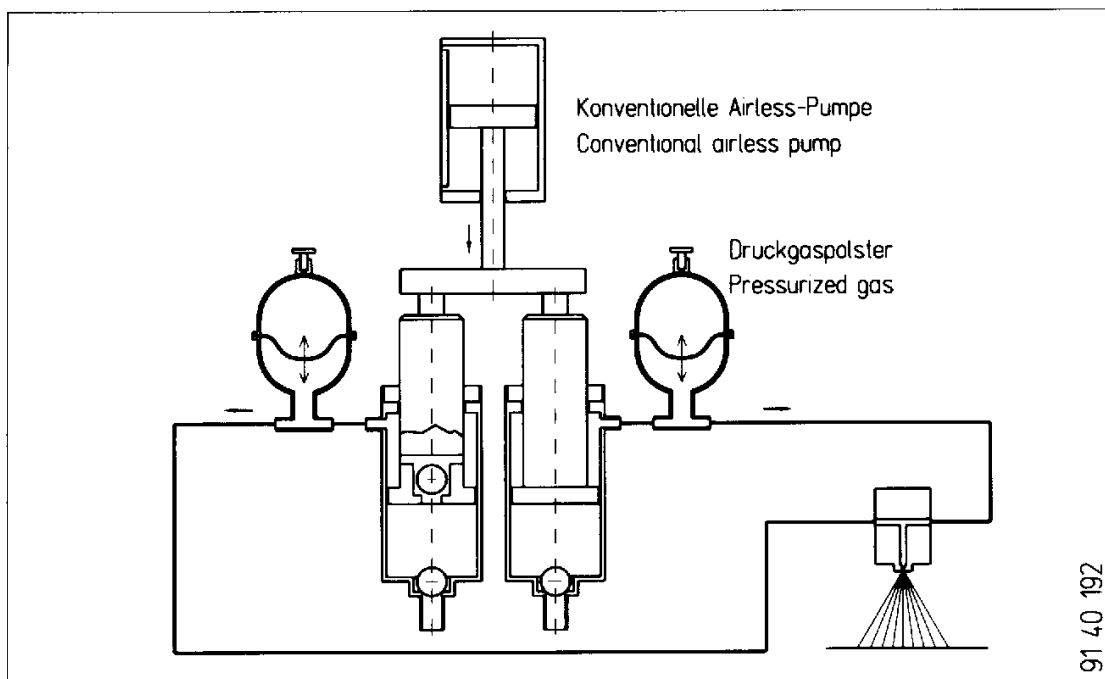 Konventionelle Airless-Pumpe
Conventional airless pump
Druckgaspolster
Pressurized gas
91 40 192